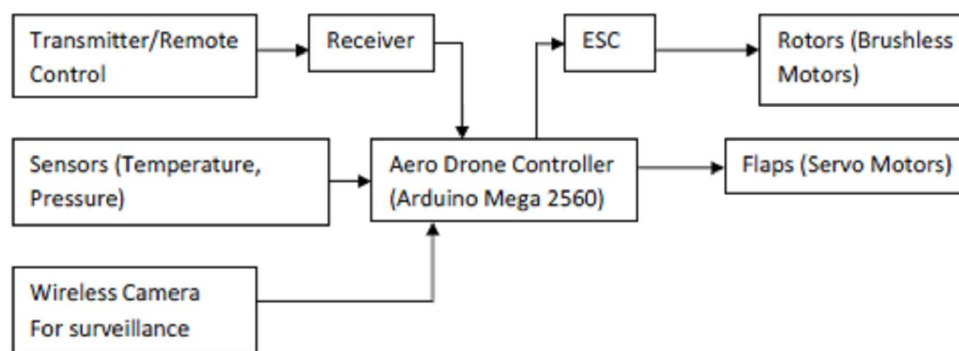 Transmitter/Remote
Control
Receiver
ESC
Rotors (Brushless
Motors)
Sensors (Temperature,
Pressure)
Aero Drone Controller
(Arduino Mega 2560)
Flaps (Servo Motors)
Wireless Camera
For surveillance